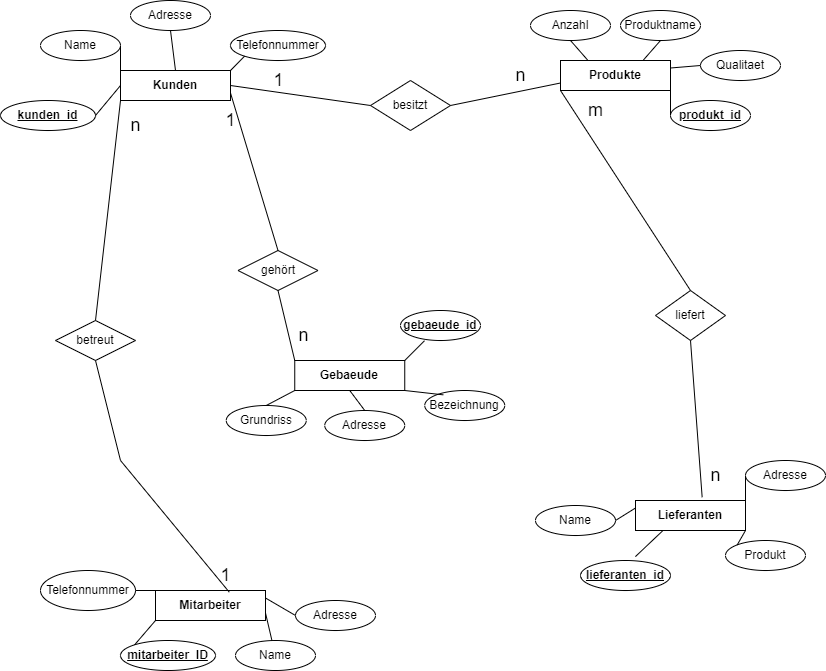 Adresse
Name
Telefonnummer
Kunden
kunden_id
1
n
1
besitzt
n
Anzahl
Produktname
Produkte
Qualitaet
produkt_id
m
gehört
n
gebaeude_id
Gebaeude
Grundriss
Adresse
Bezeichnung
betreut
liefert
n
Adresse
Name
Lieferanten
Produkt
lieferanten_id
1
Telefonnummer
Mitarbeiter
Adresse
mitarbeiter_ID
Name